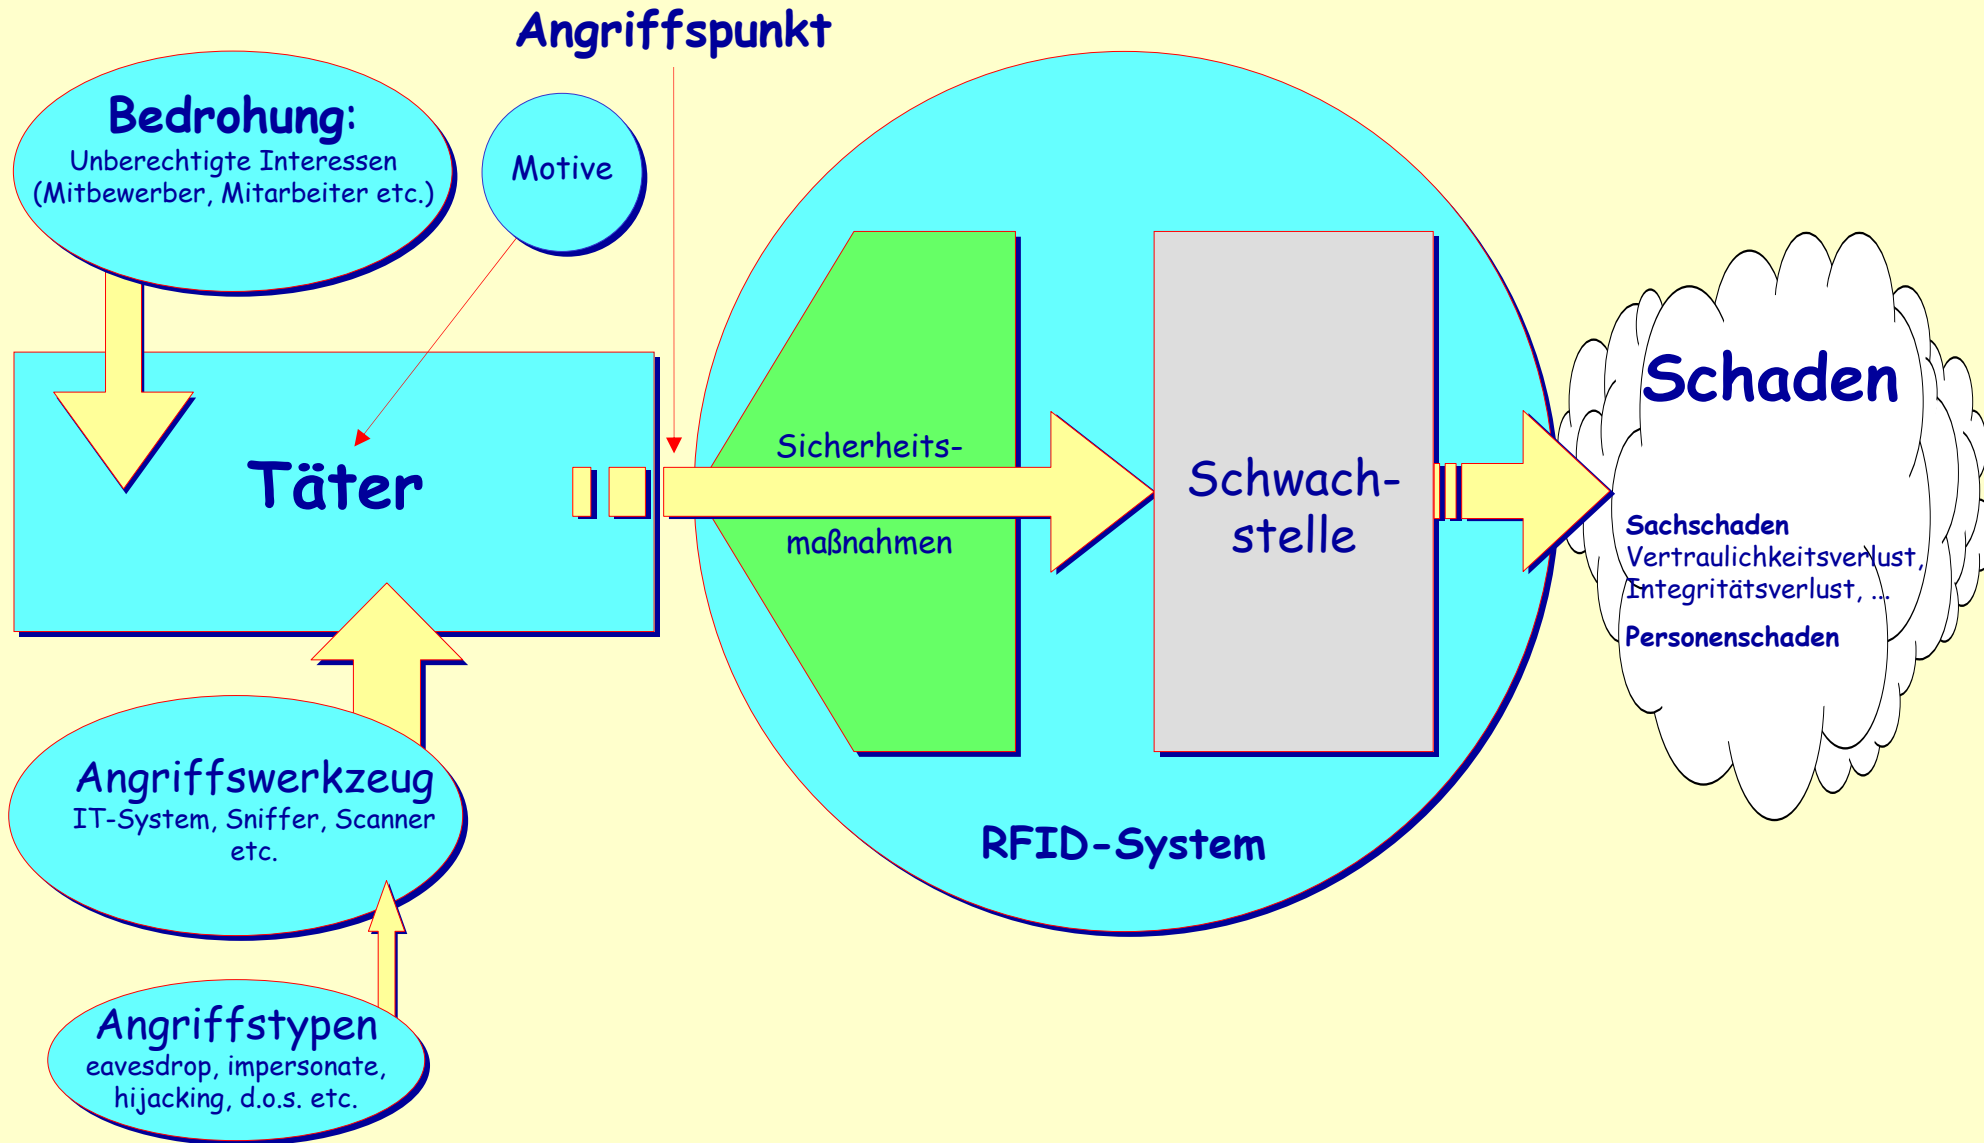 Angriffspunkt
Bedrohung:
Unberechtigte Interessen
(Mitbewerber, Mitarbeiter etc.)
Motive
Täter
Sicherheits-
maßnahmen
Schwach-
stelle
RFID-System
Schaden
Sachschaden
Vertraulichkeitsverlust,
Integritätsverlust, ...
Personenschaden
Angriffswerkzeug
IT-System, Sniffer, Scanner
etc.
Angriffstypen
eavesdrop, impersonate,
hijacking, d.o.s. etc.